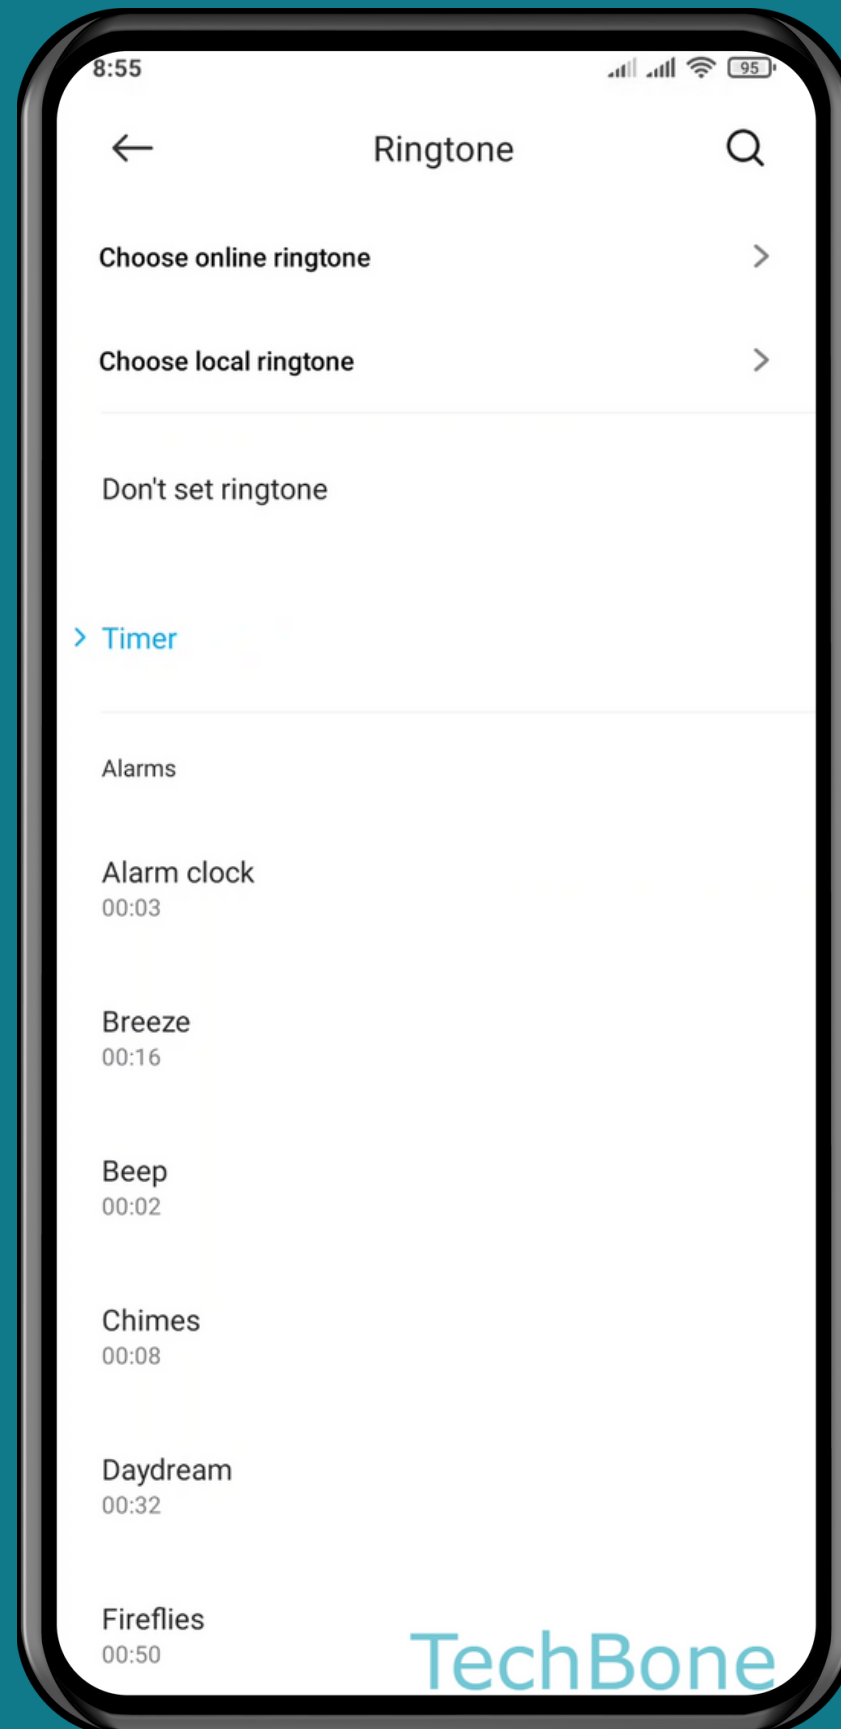 8:55
95
Ringtone
Choose online ringtone
Choose local ringtone
Don't set ringtone
Timer
Alarms
Alarm clock
00:03
Breeze
00:16
Beep
00:02
Chimes
00:08
Daydream
00:32
Fireflies
00:50
TechBone